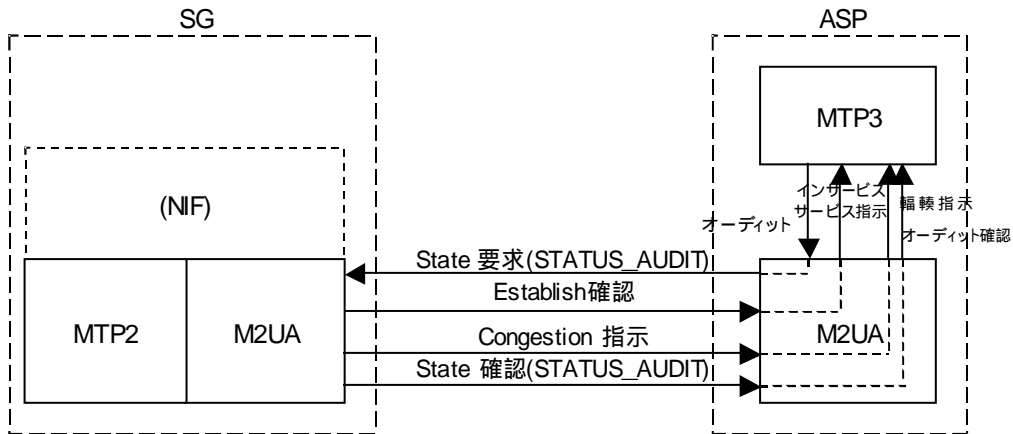 SG
ASP
MTP3
(NIF)
インサービス
サービス指示
輻輳指示
オーディット
オーディット確認
State 要求(STATUS_AUDIT)
Establish確認
MTP2
M2UA
Congestion 指示
M2UA
State 確認(STATUS_AUDIT)